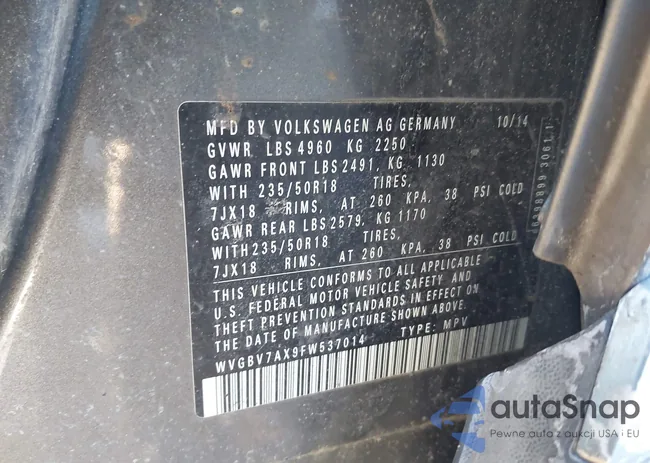 MFD BY VOLKSWAGEN AG GERMANY 10/14
GVWR LBS 4960 KG 2250
GAWR FRONT LBS 2491, KG 1130
WITH 235/50R18 TIRES,
7JX18 RIMS, AT 260 KPA, 38 PSI COLD
GAWR REAR LBS 2579, KG 1170
WITH 235/50R18 TIRES,
7JX18 RIMS, AT 260 KPA, 38 PSI COLD
THIS VEHICLE CONFORMS TO ALL APPLICABLE
U.S. FEDERAL MOTOR VEHICLE SAFETY AND
THEFT PREVENTION STANDARDS IN EFFECT ON
THE DATE OF MANUFACTURE SHOWN ABOVE.
WVGBV7AX9FW537014 TYPE: MPV
autaSnap
Pewne auta z aukcji USA i EU